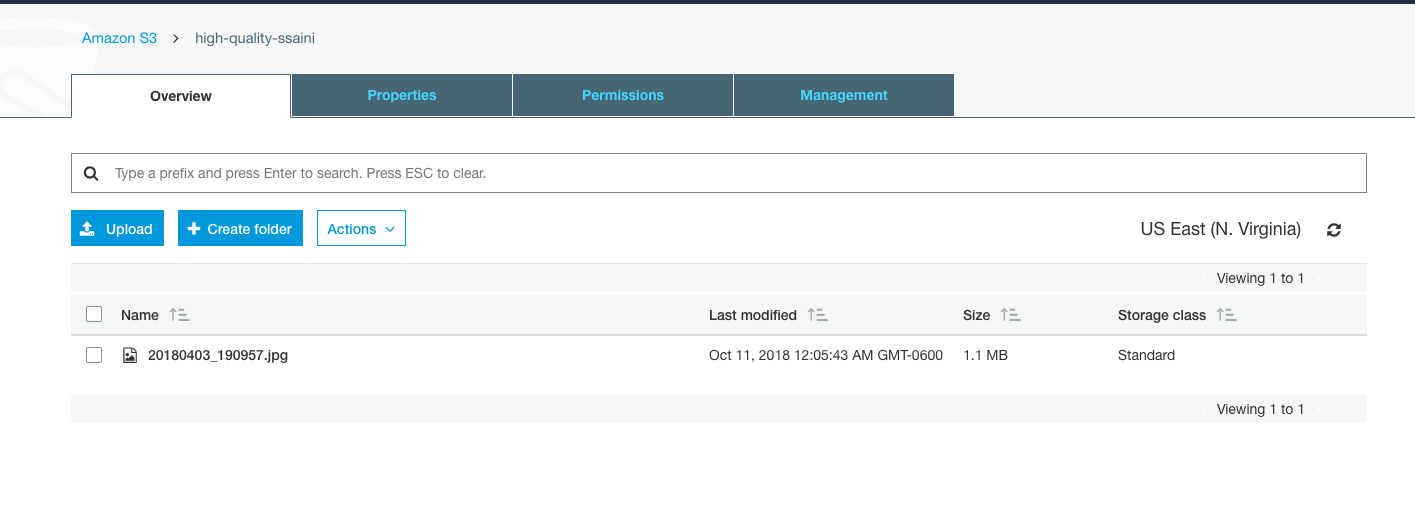 Amazon S3 > high-quality-ssaini
Overview Properties Permissions Management
Type a prefix and press Enter to search. Press ESC to clear.
Upload Create folder Actions US East (N. Virginia)
Viewing 1 to 1
Name Last modified Size Storage class
20180403_190957.jpg Oct 11, 2018 12:05:43 AM GMT-0600 1.1 MB Standard
Viewing 1 to 1